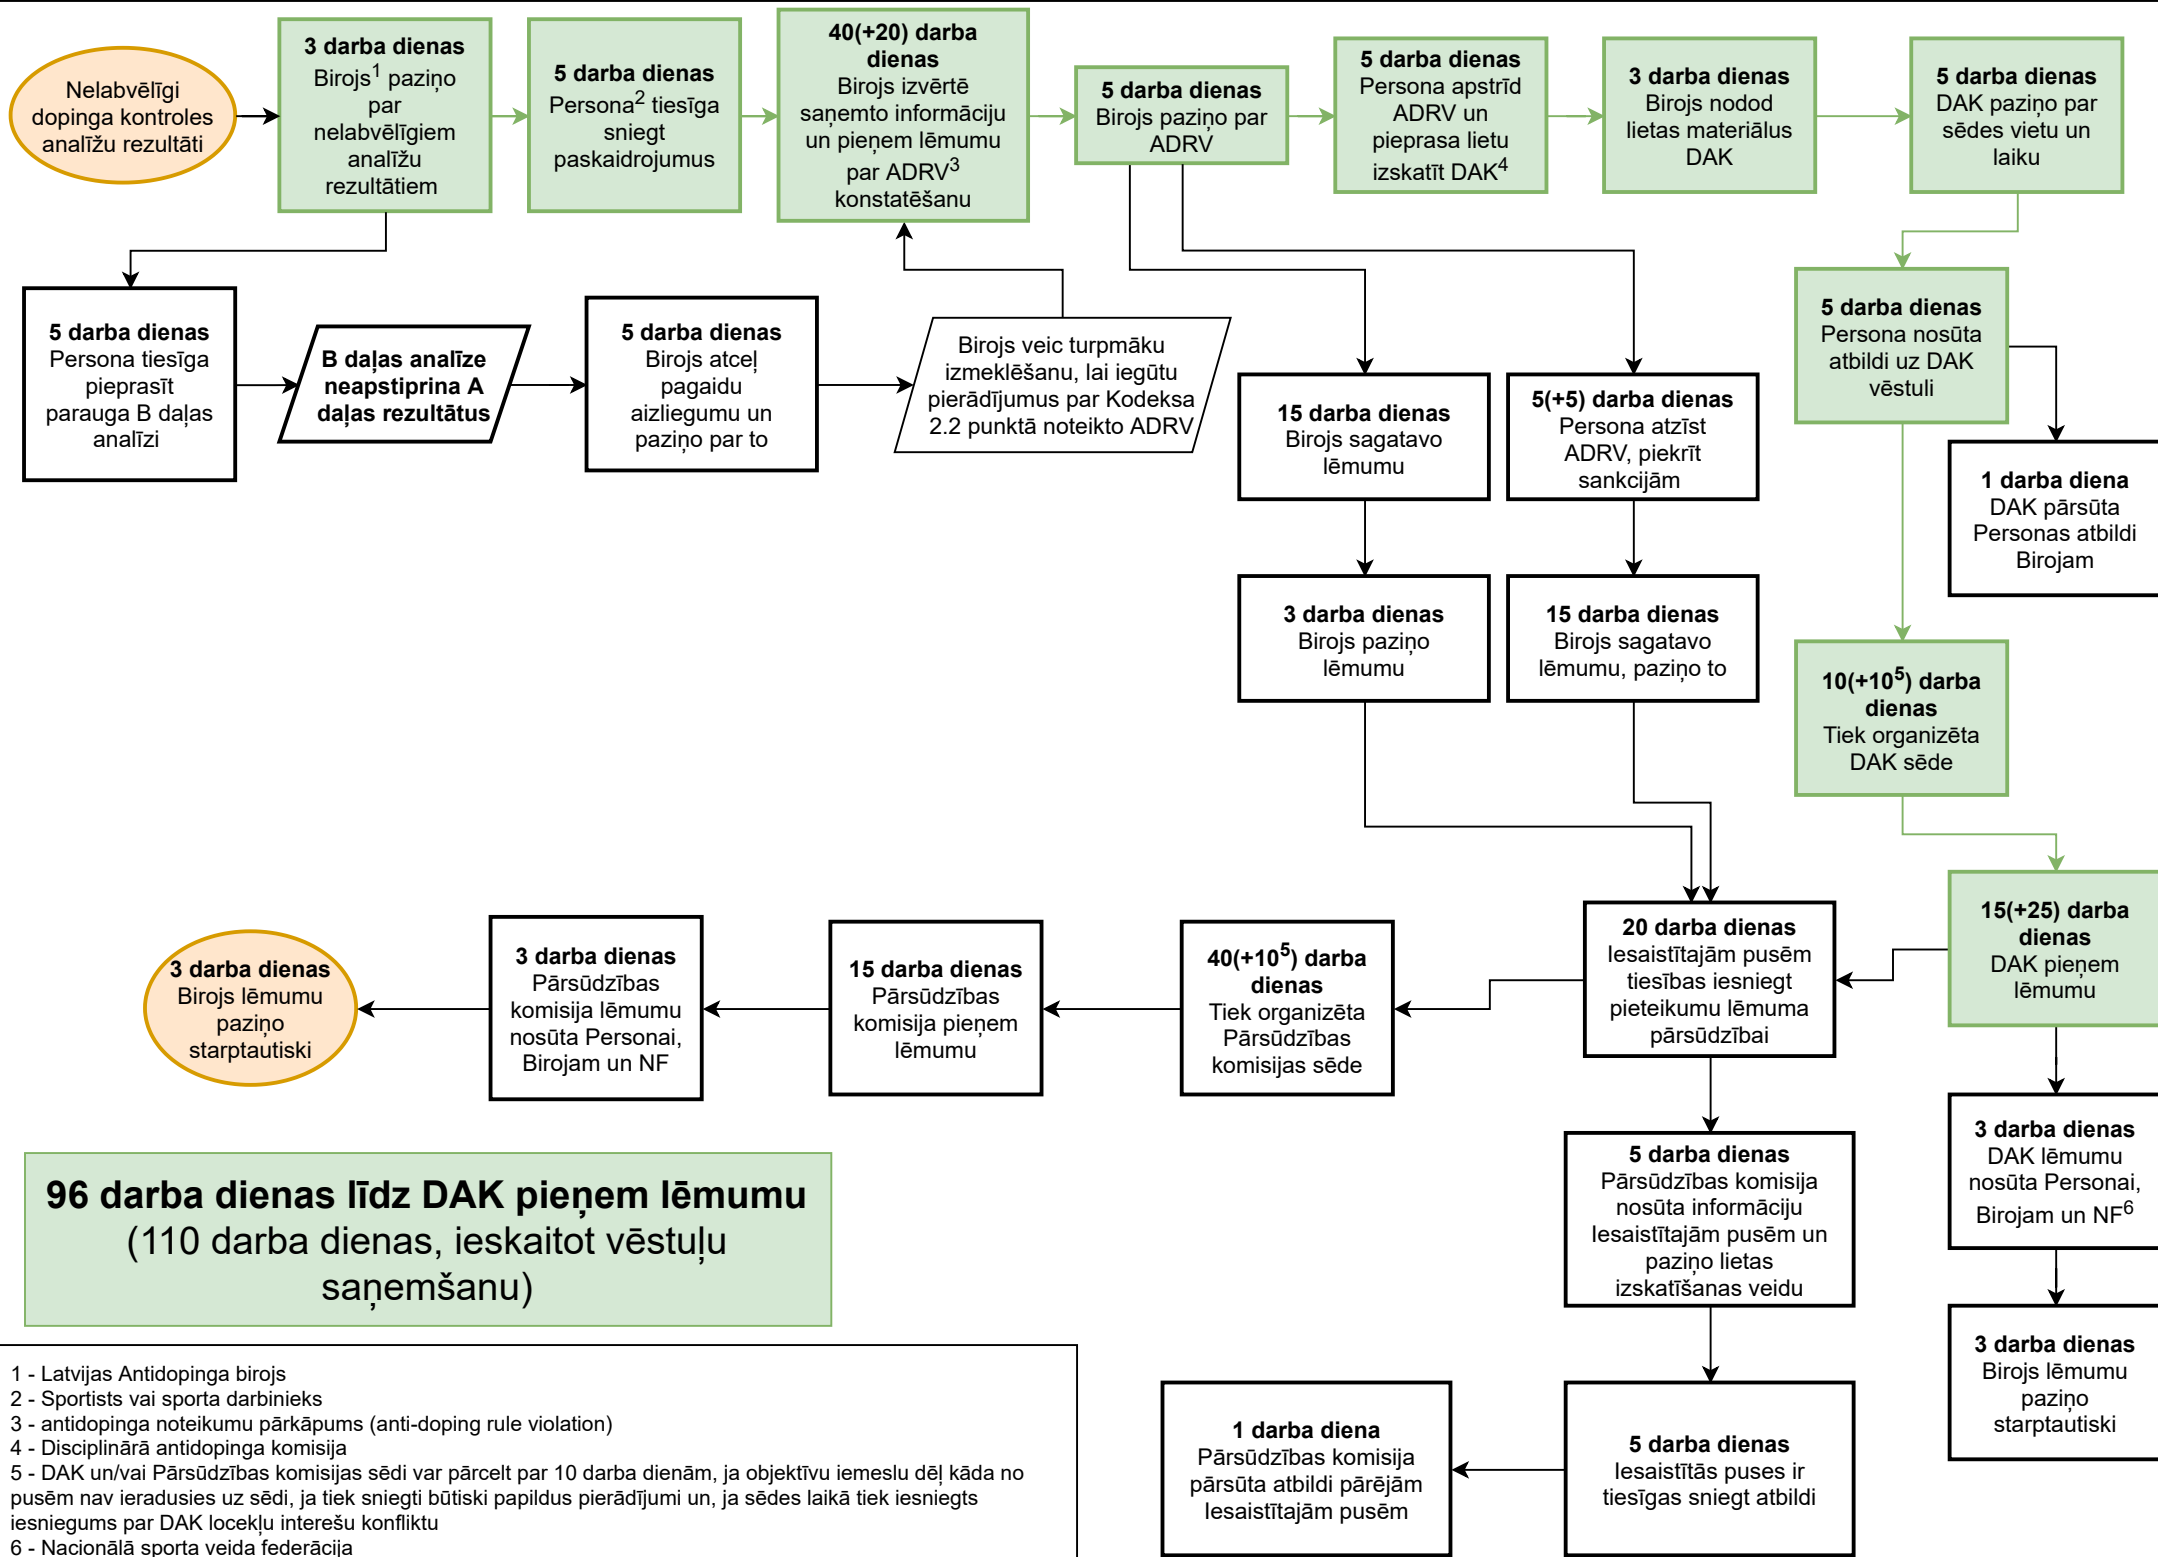 Nelabvēlīgi
dopinga kontroles
analīžu rezultāti
3 darba dienas
Birojs1 paziņo
par
nelabvēlīgiem
analīžu
rezultātiem
5 darba dienas
Persona2 tiesīga
sniegt
paskaidrojumus
40(+20) darba
dienas
Birojs izvērtē
saņemto informāciju
un pieņem lēmumu
par ADRV3
konstatēšanu
5 darba dienas
Birojs paziņo par
ADRV
5 darba dienas
Persona apstrīd
ADRV un
pieprasa lietu
izskatīt DAK4
3 darba dienas
Birojs nodod
lietas materiālus
DAK
5 darba dienas
DAK paziņo par
sēdes vietu un
laiku
5 darba dienas
Persona tiesīga
pieprasīt
parauga B daļas
analīzi
B daļas analīze
neapstiprina A
daļas rezultātus
5 darba dienas
Birojs atceļ
pagaidu
aizliegumu un
paziņo par to
Birojs veic turpmāku
izmeklēšanu, lai iegūtu
pierādījumus par Kodeksa
2.2 punktā noteikto ADRV
15 darba dienas
Birojs sagatavo
lēmumu
5(+5) darba dienas
Persona atzīst
ADRV, piekrīt
sankcijām
5 darba dienas
Persona nosūta
atbildi uz DAK
vēstuli
1 darba diena
DAK pārsūta
Personas atbildi
Birojam
3 darba dienas
Birojs paziņo
lēmumu
15 darba dienas
Birojs sagatavo
lēmumu, paziņo to
10(+105) darba
dienas
Tiek organizēta
DAK sēde
3 darba dienas
Birojs lēmumu
paziņo
starptautiski
3 darba dienas
Pārsūdzības
komisija lēmumu
nosūta Personai,
Birojam un NF
15 darba dienas
Pārsūdzības
komisija pieņem
lēmumu
40(+105) darba
dienas
Tiek organizēta
Pārsūdzības
komisijas sēde
20 darba dienas
Iesaistītajām pusēm
tiesības iesniegt
pieteikumu lēmuma
pārsūdzībai
15(+25) darba
dienas
DAK pieņem
lēmumu
5 darba dienas
Pārsūdzības komisija
nosūta informāciju
Iesaistītajām pusēm un
paziņo lietas
izskatīšanas veidu
3 darba dienas
DAK lēmumu
nosūta Personai,
Birojam un NF6
96 darba dienas līdz DAK pieņem lēmumu
(110 darba dienas, ieskaitot vēstuļu
saņemšanu)
3 darba dienas
Birojs lēmumu
paziņo
starptautiski
1 darba diena
Pārsūdzības komisija
pārsūta atbildi pārējām
Iesaistītajām pusēm
5 darba dienas
Iesaistītās puses ir
tiesīgas sniegt atbildi
1 - Latvijas Antidopinga birojs
2 - Sportists vai sporta darbinieks
3 - antidopinga noteikumu pārkāpums (anti-doping rule violation)
4 - Disciplinārā antidopinga komisija
5 - DAK un/vai Pārsūdzības komisijas sēdi var pārcelt par 10 darba dienām, ja objektīvu iemeslu dēļ kāda no
pusēm nav ieradusies uz sēdi, ja tiek sniegti būtiski papildus pierādījumi un, ja sēdes laikā tiek iesniegts
iesniegums par DAK locekļu interešu konfliktu
6 - Nacionālā sporta veida federācija